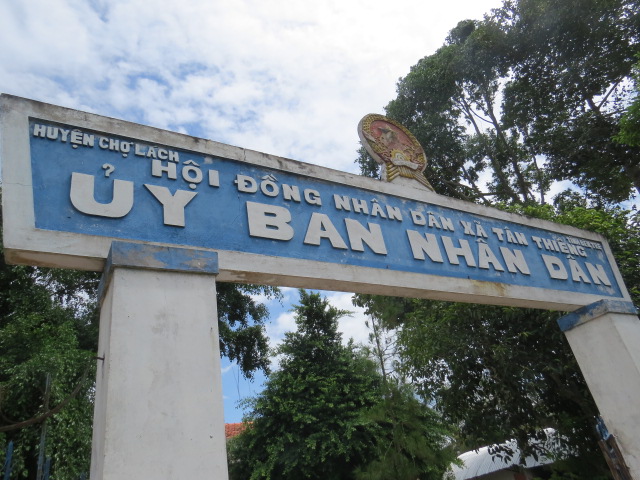 HUYỆN CHỢ LÁCH
HỘI ĐỒNG NHÂN DÂN XÃ TÂN THIỀNG
ỦY BAN NHÂN DÂN